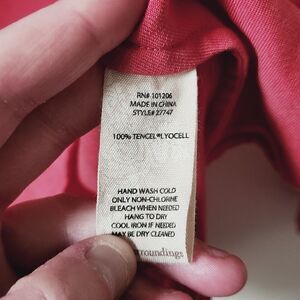 RN# 101206
MADE IN CHINA
STYLE# 27747
100% TENCEL® LYOCELL
HAND WASH COLD
ONLY NON-CHLORINE
BLEACH WHEN NEEDED
HANG TO DRY
COOL IRON IF NEEDED
MAY BE DRY CLEANED
rroundings